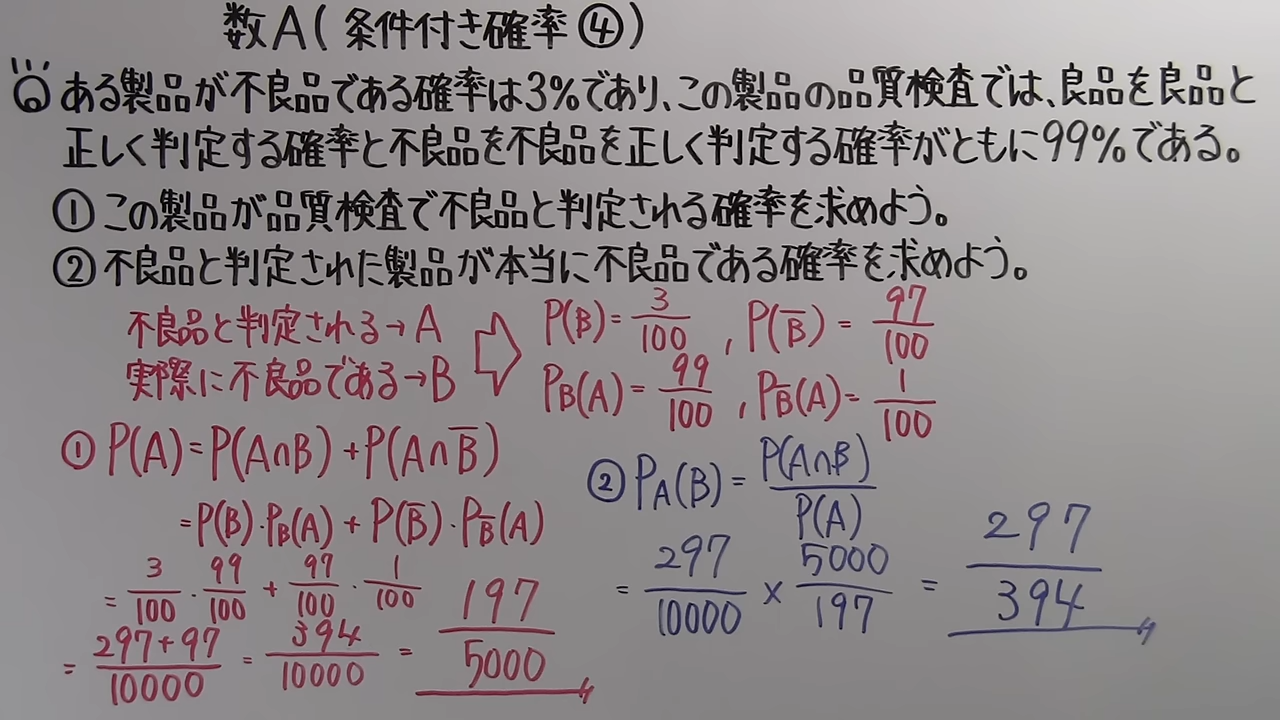 数A(条件付き確率④)
Q ある製品が不良品である確率は3%であり、この製品の品質検査では、良品を良品と
正しく判定する確率と不良品を不良品を正しく判定する確率がともに99%である。
①この製品が品質検査で不良品と判定される確率を求めよう。
②不良品と判定された製品が本当に不良品である確率を求めよう。
不良品と判定される→A
実際に不良品である→B
⇨ P(B)=3/100, P(B̅)=97/100
P_B(A)=99/100, P_B̅(A)=1/100
① P(A)=P(A∩B)+P(A∩B̅)
=P(B)·P_B(A)+P(B̅)·P_B̅(A)
=3/100·99/100+97/100·1/100
=(297+97)/10000=394/10000=197/5000
② P_A(B)=P(A∩B)/P(A)
=297/10000×5000/197=297/394